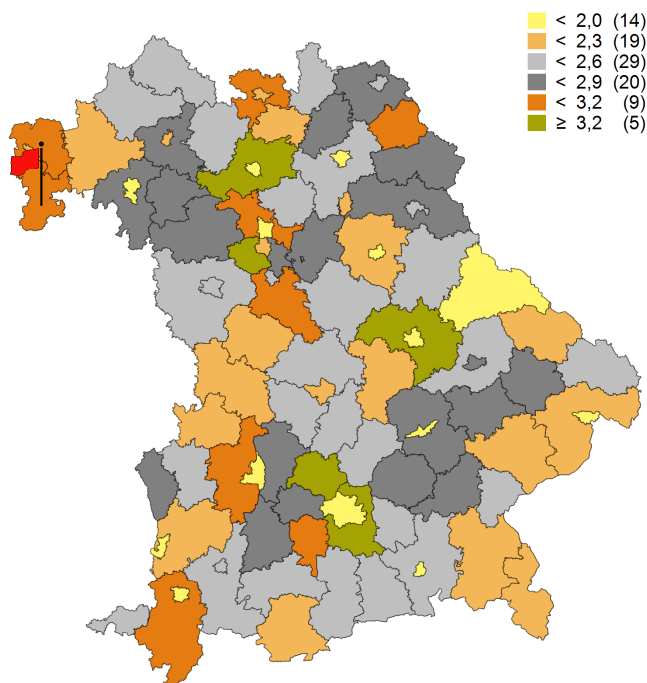 < 2,0 (14)
< 2,3 (19)
< 2,6 (29)
< 2,9 (20)
< 3,2 (9)
≥ 3,2 (5)